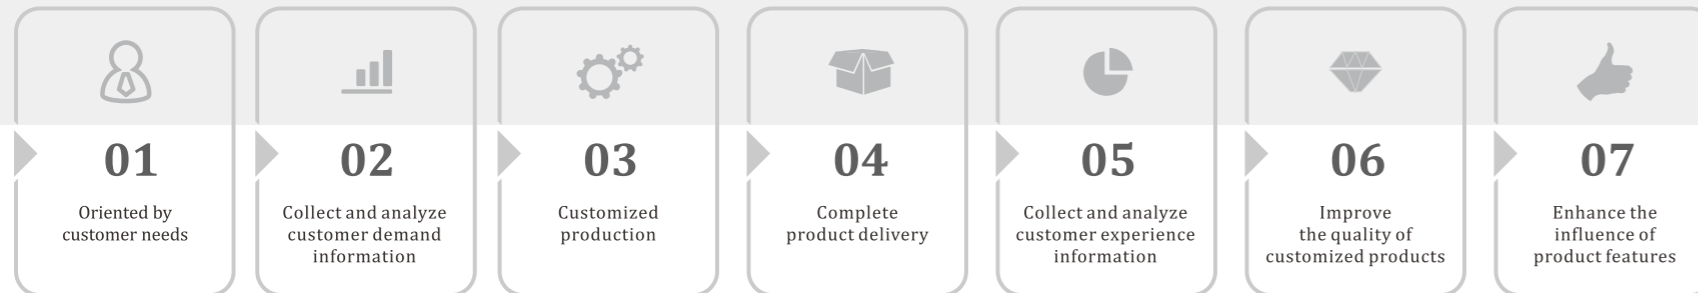 01
Oriented by
customer needs
02
Collect and analyze
customer demand
information
03
Customized
production
04
Complete
product delivery
05
Collect and analyze
customer experience
information
06
Improve
the quality of
customized products
07
Enhance the
influence of
product features